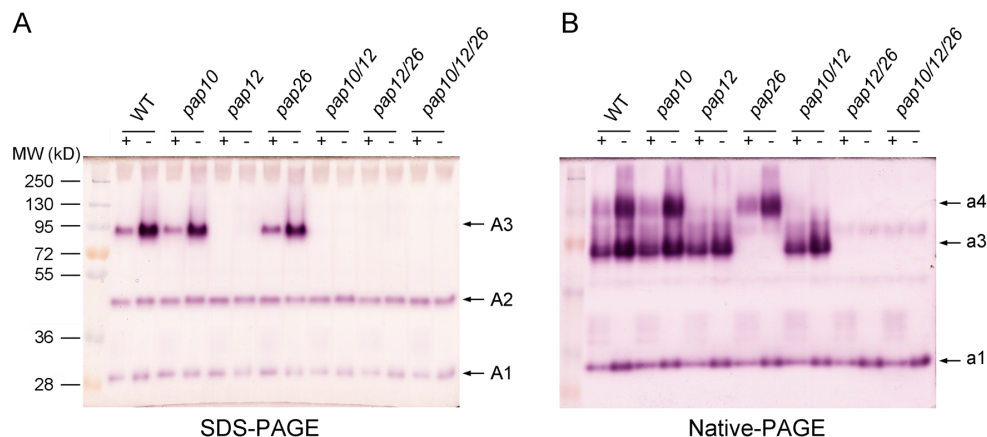 A
WT pap10 pap12 pap26 pap10/12 pap12/26 pap10/12/26
+ - + - + - + - + - + - + -
MW (kD)
250
130
95
72
55
36
28
A3
A2
A1
SDS-PAGE
B
WT pap10 pap12 pap26 pap10/12 pap12/26 pap10/12/26
+ - + - + - + - + - + - + -
a4
a3
a1
Native-PAGE